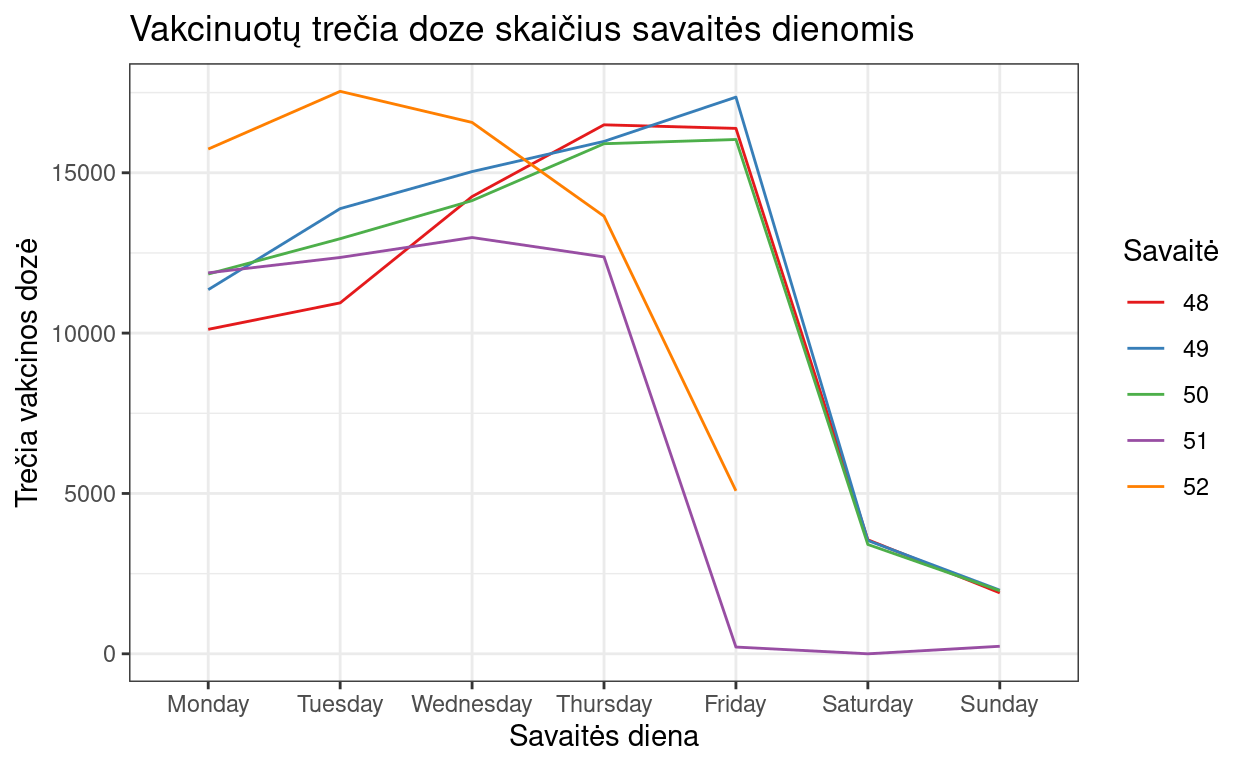 Vakcinuotų trečia doze skaičius savaitės dienomis
Trečia vakcinos dozė
15000
10000
5000
0
Monday
Tuesday
Wednesday
Thursday
Friday
Saturday
Sunday
Savaitės diena
Savaitė
48
49
50
51
52